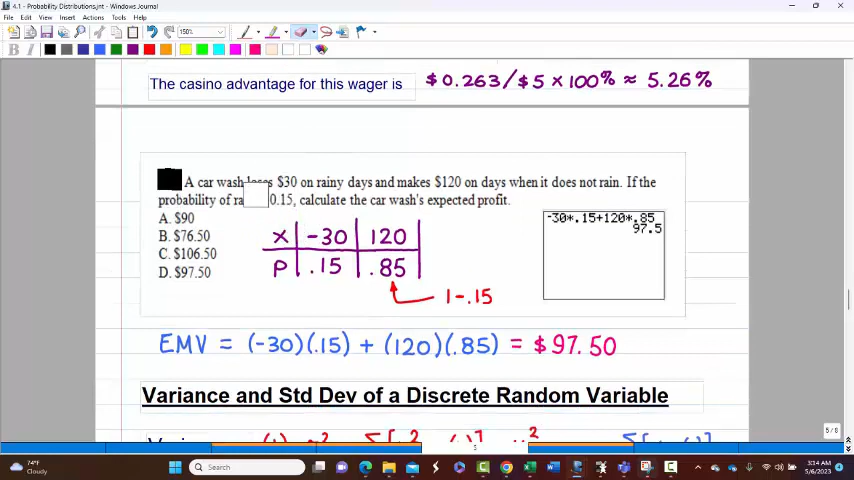 4.1 - Probability Distributions.jnt - Windows Journal
File Edit View Insert Actions Tools Help
150%
B I
The casino advantage for this wager is $0.263/$5 × 100% ≈ 5.26%
A car wash loses $30 on rainy days and makes $120 on days when it does not rain. If the
probability of ra 0.15, calculate the car wash's expected profit.
A. $90
B. $76.50
C. $106.50
D. $97.50
x -30 120
P .15 .85
1-.15
-30*.15+120*.85
97.5
EMV = (-30)(.15) + (120)(.85) = $97.50
Variance and Std Dev of a Discrete Random Variable
5 / 8
5
74°F
Cloudy
Search
3:14 AM
5/6/2023